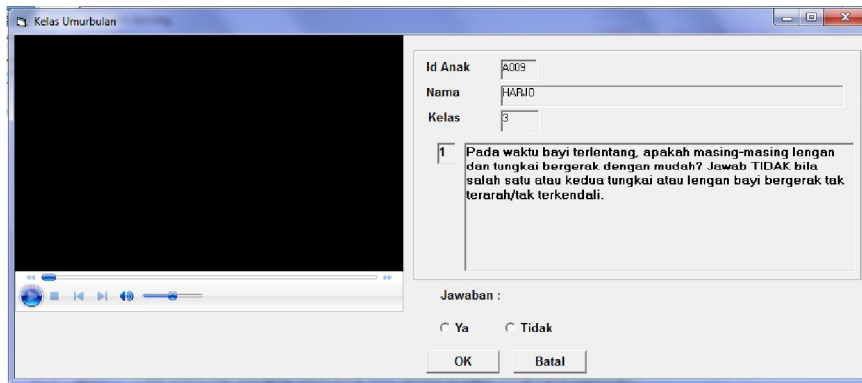 Kelas Umurbulan
Id Anak A009
Nama HARJO
Kelas 3
1 Pada waktu bayi terlentang, apakah masing-masing lengan
dan tungkai bergerak dengan mudah? Jawab TIDAK bila
salah satu atau kedua tungkai atau lengan bayi bergerak tak
terarah/tak terkendali.
Jawaban :
Ya Tidak
OK Batal